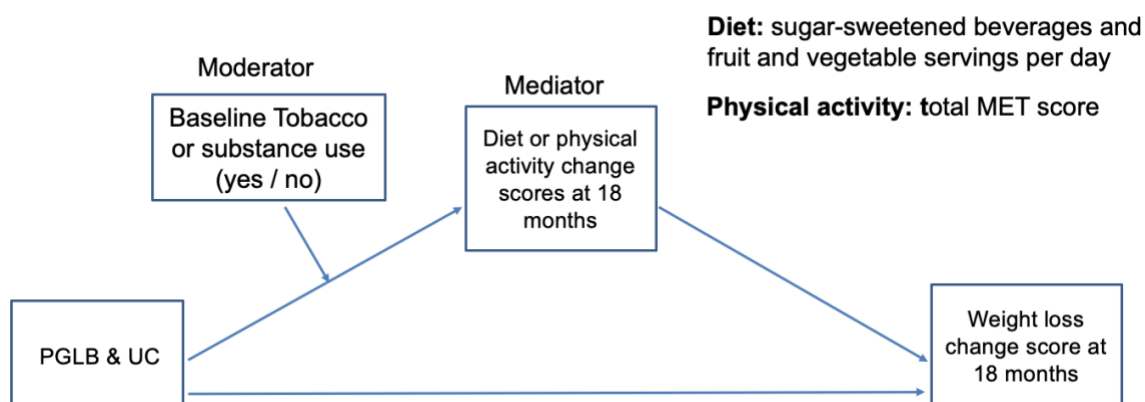 Diet: sugar-sweetened beverages and
fruit and vegetable servings per day
Physical activity: total MET score
Moderator
Baseline Tobacco
or substance use
(yes / no)
Mediator
Diet or physical
activity change
scores at 18
months
PGLB & UC
Weight loss
change score at
18 months